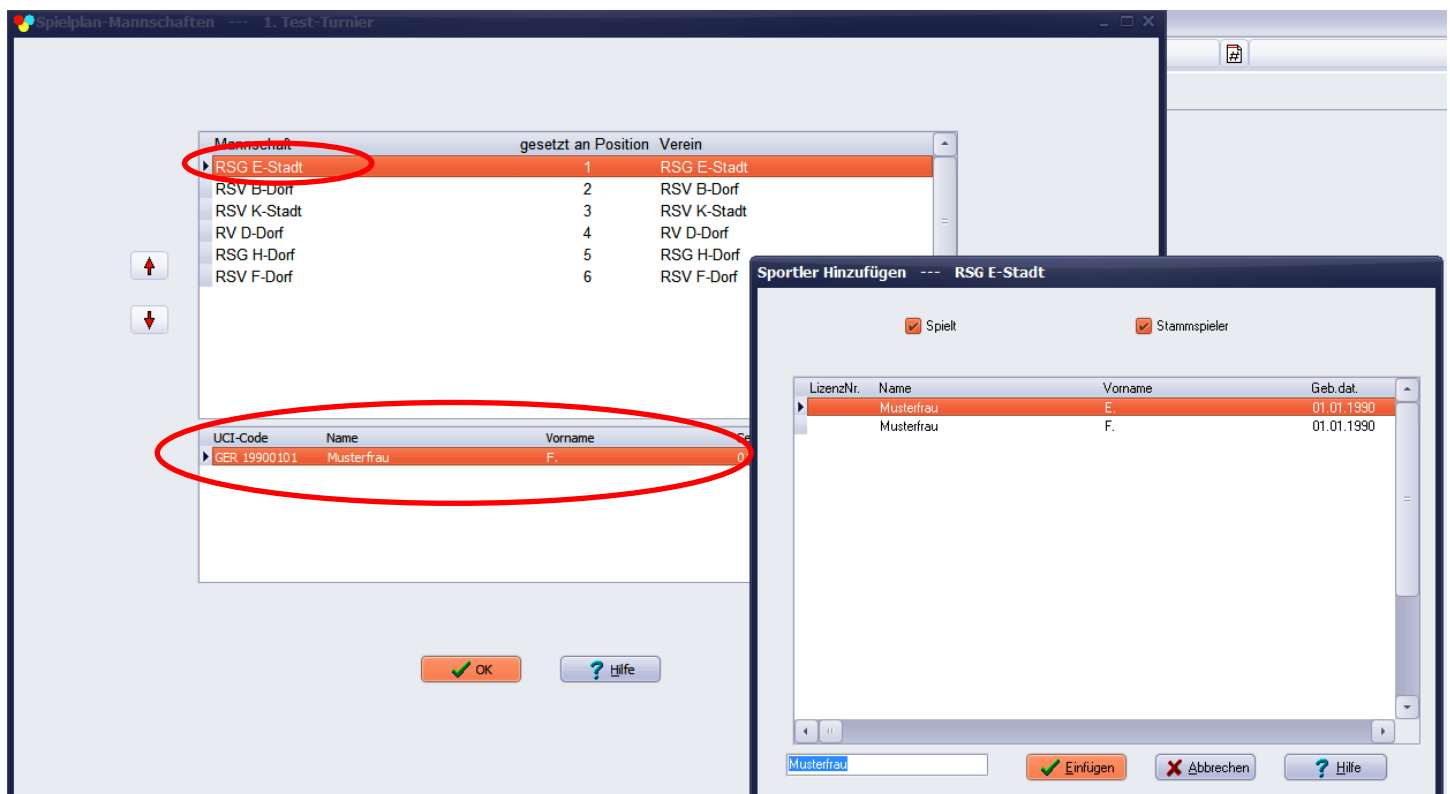 Spielplan-Mannschaften --- 1. Test-Turnier
Mannschaft gesetzt an Position Verein
RSG E-Stadt 1 RSG E-Stadt
RSV B-Dorf 2 RSV B-Dorf
RSV K-Stadt 3 RSV K-Stadt
RV D-Dorf 4 RV D-Dorf
RSG H-Dorf 5 RSG H-Dorf
RSV F-Dorf 6 RSV F-Dorf
UCI-Code Name Vorname
GER 19900101 Musterfrau F.
OK Hilfe
Sportler Hinzufügen --- RSG E-Stadt
Spielt Stammspieler
LizenzNr. Name Vorname Geb.dat.
Musterfrau E. 01.01.1990
Musterfrau F. 01.01.1990
Musterfrau Einfügen Abbrechen Hilfe